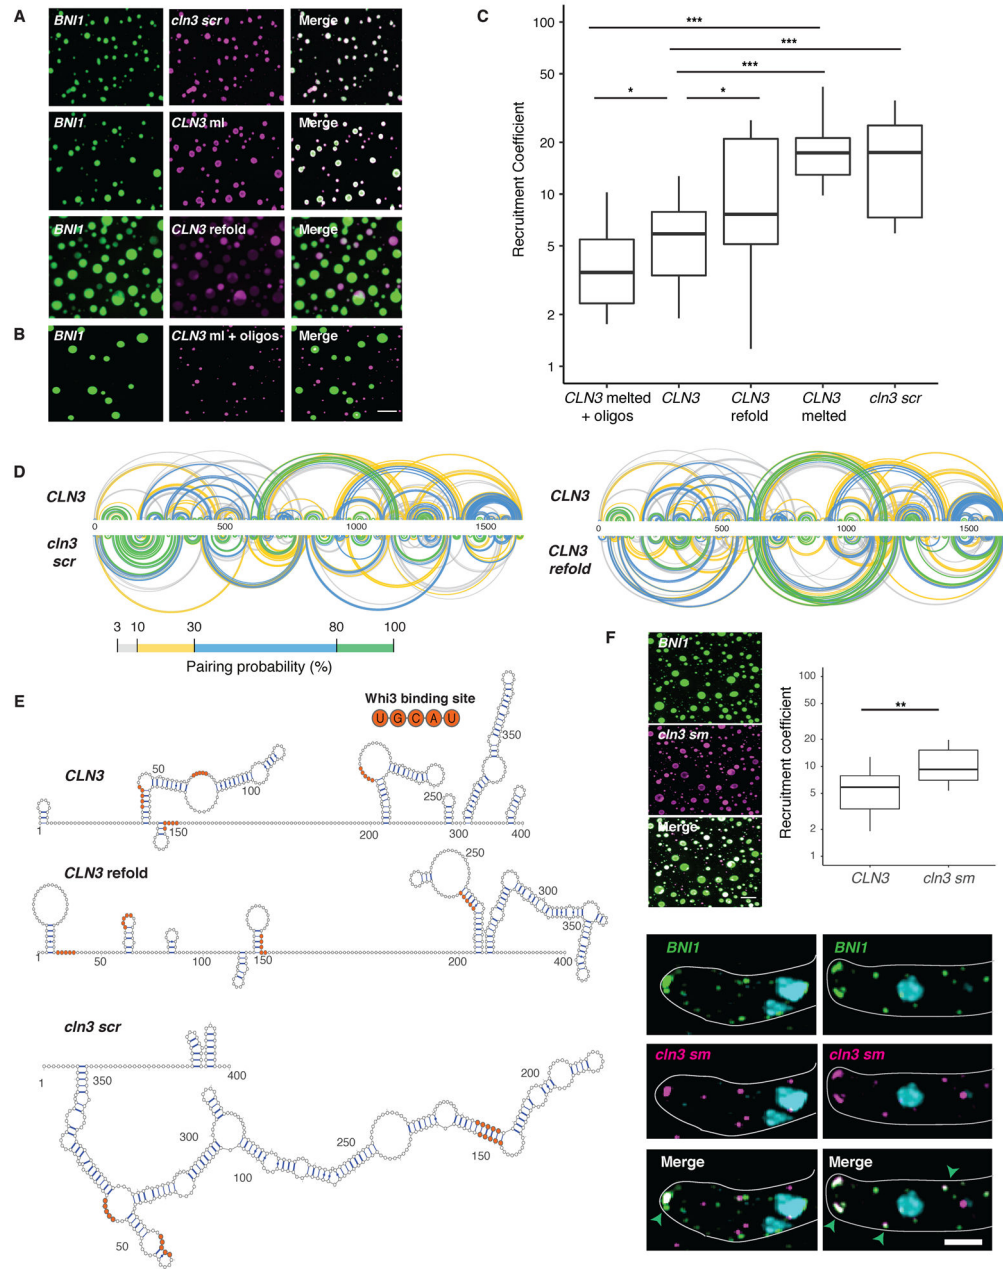 A
BNI1
cln3 scr
Merge
BNI1
CLN3 ml
Merge
BNI1
CLN3 refold
Merge
B
BNI1
CLN3 ml + oligos
Merge
C
Recruitment Coefficient
100
50
20
10
5
2
1
***
***
***
*
*
CLN3 melted
+ oligos
CLN3
CLN3
refold
CLN3
melted
cln3 scr
D
CLN3
0
500
1000
1500
cln3
scr
CLN3
0
500
1000
1500
CLN3
refold
3
10
30
80
100
Pairing probability (%)
E
Whi3 binding site
U G C A U
CLN3
1
50
100
150
200
250
300
350
400
CLN3 refold
1
50
100
150
200
250
300
350
400
cln3 scr
1
350
400
300
100
250
200
150
50
F
BNI1
cln3 sm
Merge
Recruitment coefficient
100
50
20
10
5
2
1
**
CLN3
cln3 sm
BNI1
BNI1
cln3 sm
cln3 sm
Merge
Merge